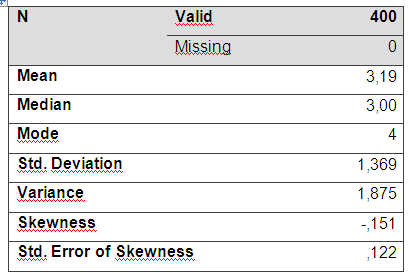 N Valid 400
Missing 0
Mean 3,19
Median 3,00
Mode 4
Std. Deviation 1,369
Variance 1,875
Skewness -,151
Std. Error of Skewness ,122